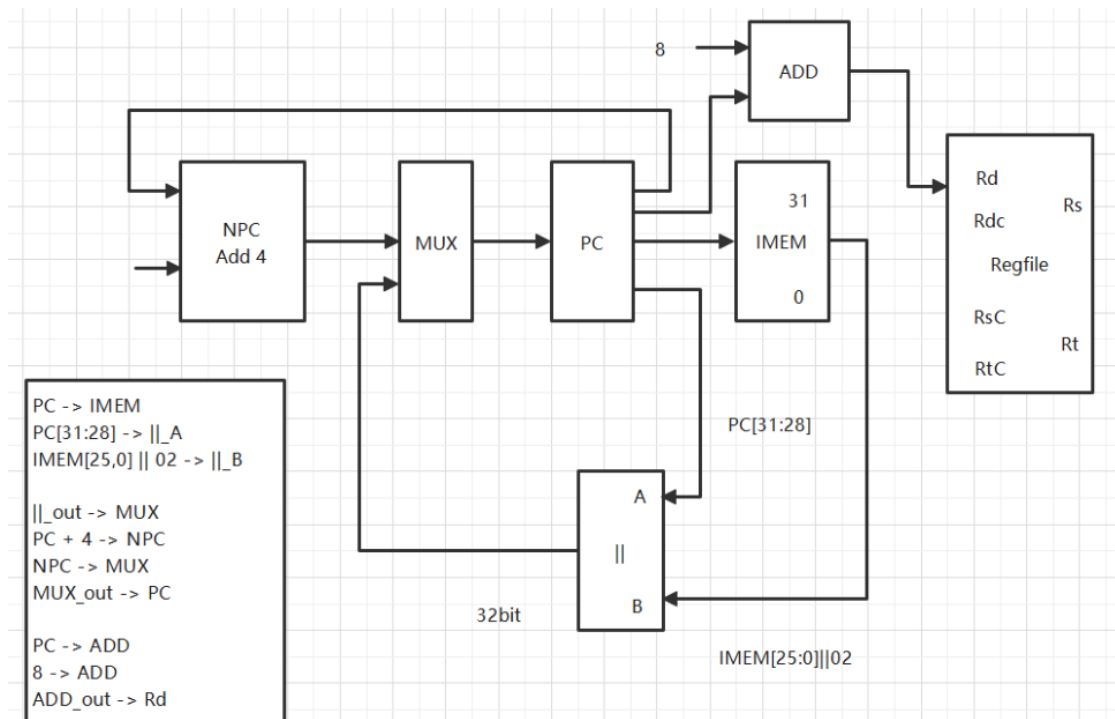 8
ADD
NPC
Add 4
MUX
PC
31
IMEM
0
Rd
Rs
Rdc
Regfile
RsC
Rt
RtC
PC -> IMEM
PC[31:28] -> ||_A
IMEM[25,0] || 02 -> ||_B
||_out -> MUX
PC + 4 -> NPC
NPC -> MUX
MUX_out -> PC
PC -> ADD
8 -> ADD
ADD_out -> Rd
PC[31:28]
A
||
B
32bit
IMEM[25:0]||02